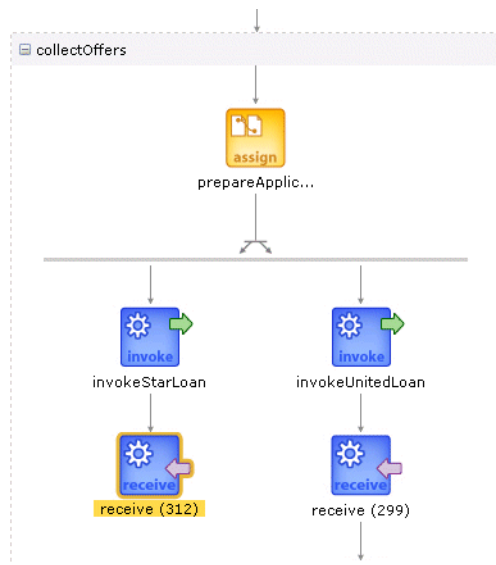 collectOffers
assign
prepareApplic...
invoke
invoke
invokeStarLoan
invokeUnitedLoan
receive
receive
receive (312)
receive (299)